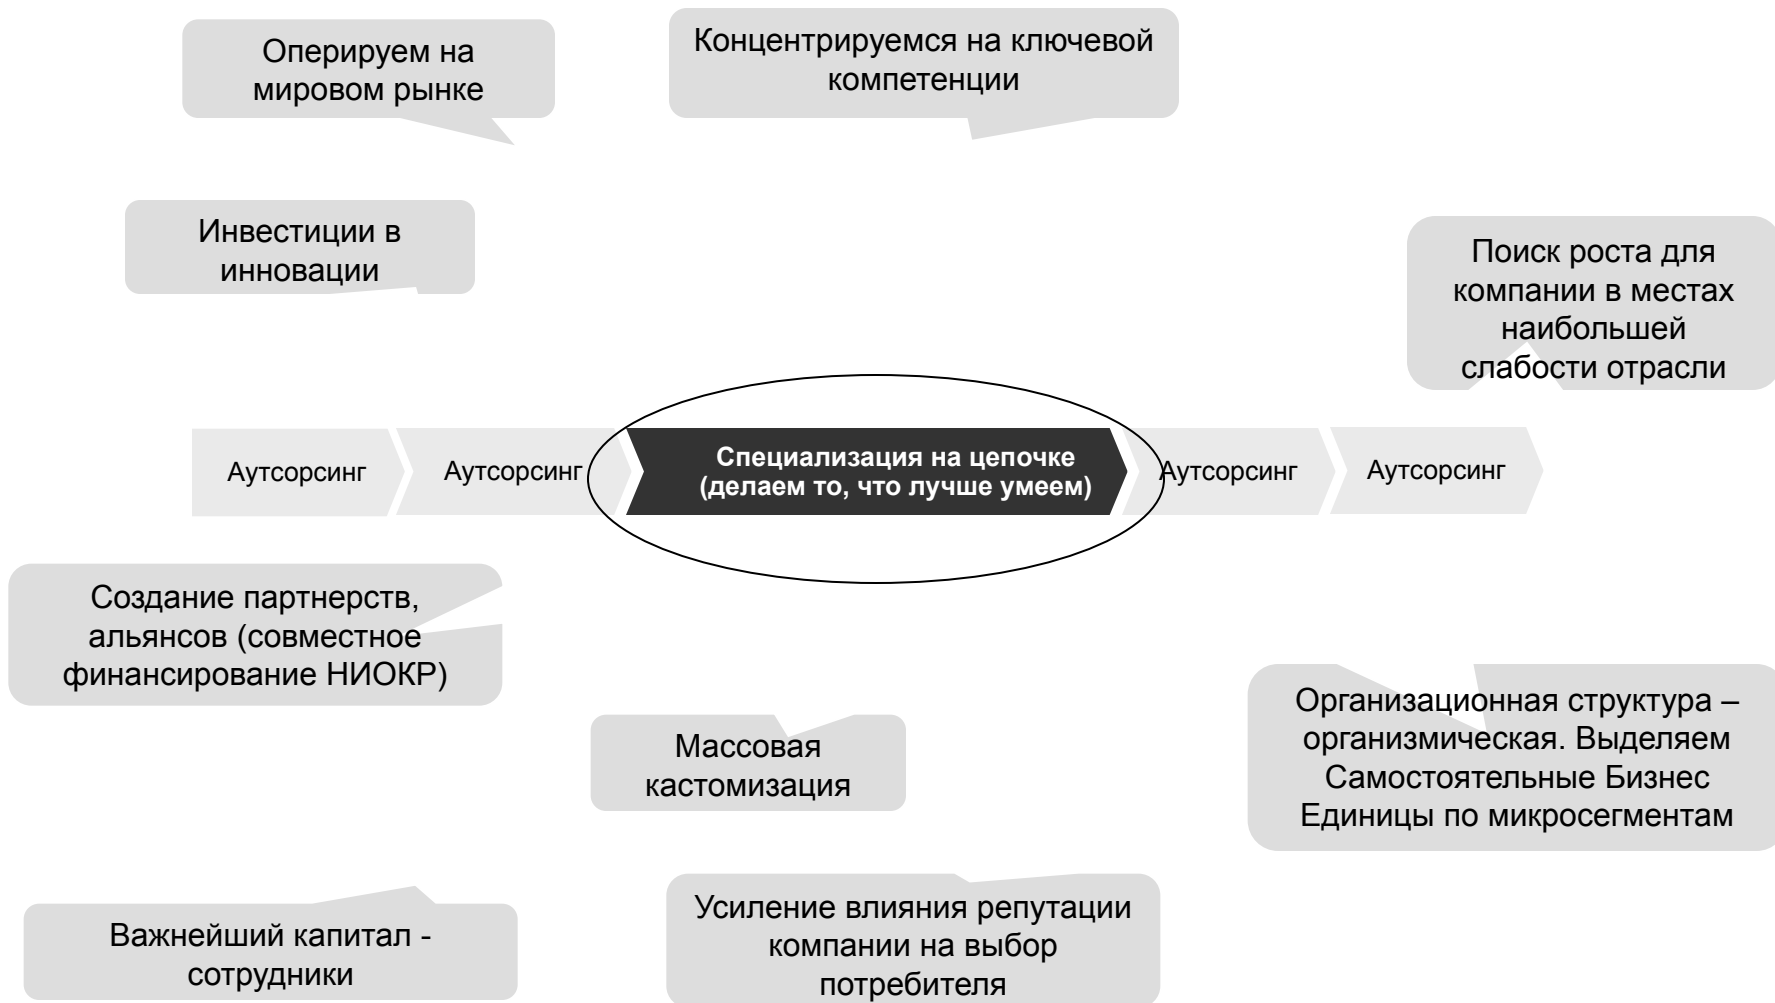 Оперируем на
мировом рынке
Концентрируемся на ключевой
компетенции
Инвестиции в
инновации
Поиск роста для
компании в местах
наибольшей
слабости отрасли
Аутсорсинг
Аутсорсинг
Специализация на цепочке
(делаем то, что лучше умеем)
Аутсорсинг
Аутсорсинг
Создание партнерств,
альянсов (совместное
финансирование НИОКР)
Организационная структура –
организмическая. Выделяем
Самостоятельные Бизнес
Единицы по микросегментам
Массовая
кастомизация
Важнейший капитал -
сотрудники
Усиление влияния репутации
компании на выбор
потребителя